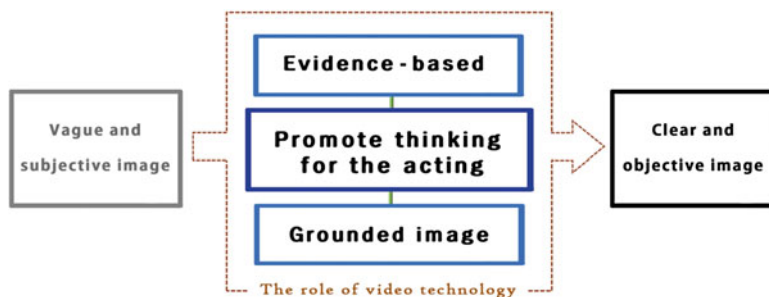 Vague and
subjective image
Evidence-based
Promote thinking
for the acting
Grounded image
Clear and
objective image
The role of video technology